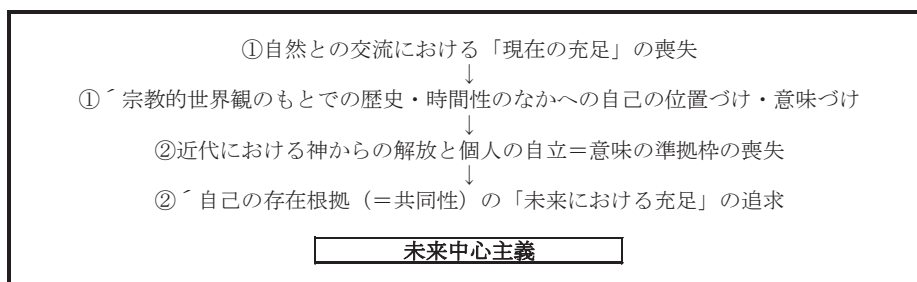 ①自然との交流における「現在の充足」の喪失
↓
①´宗教的世界観のもとでの歴史・時間性のなかへの自己の位置づけ・意味づけ
↓
②近代における神からの解放と個人の自立＝意味の準拠枠の喪失
↓
②´自己の存在根拠（＝共同性）の「未来における充足」の追求
未来中心主義